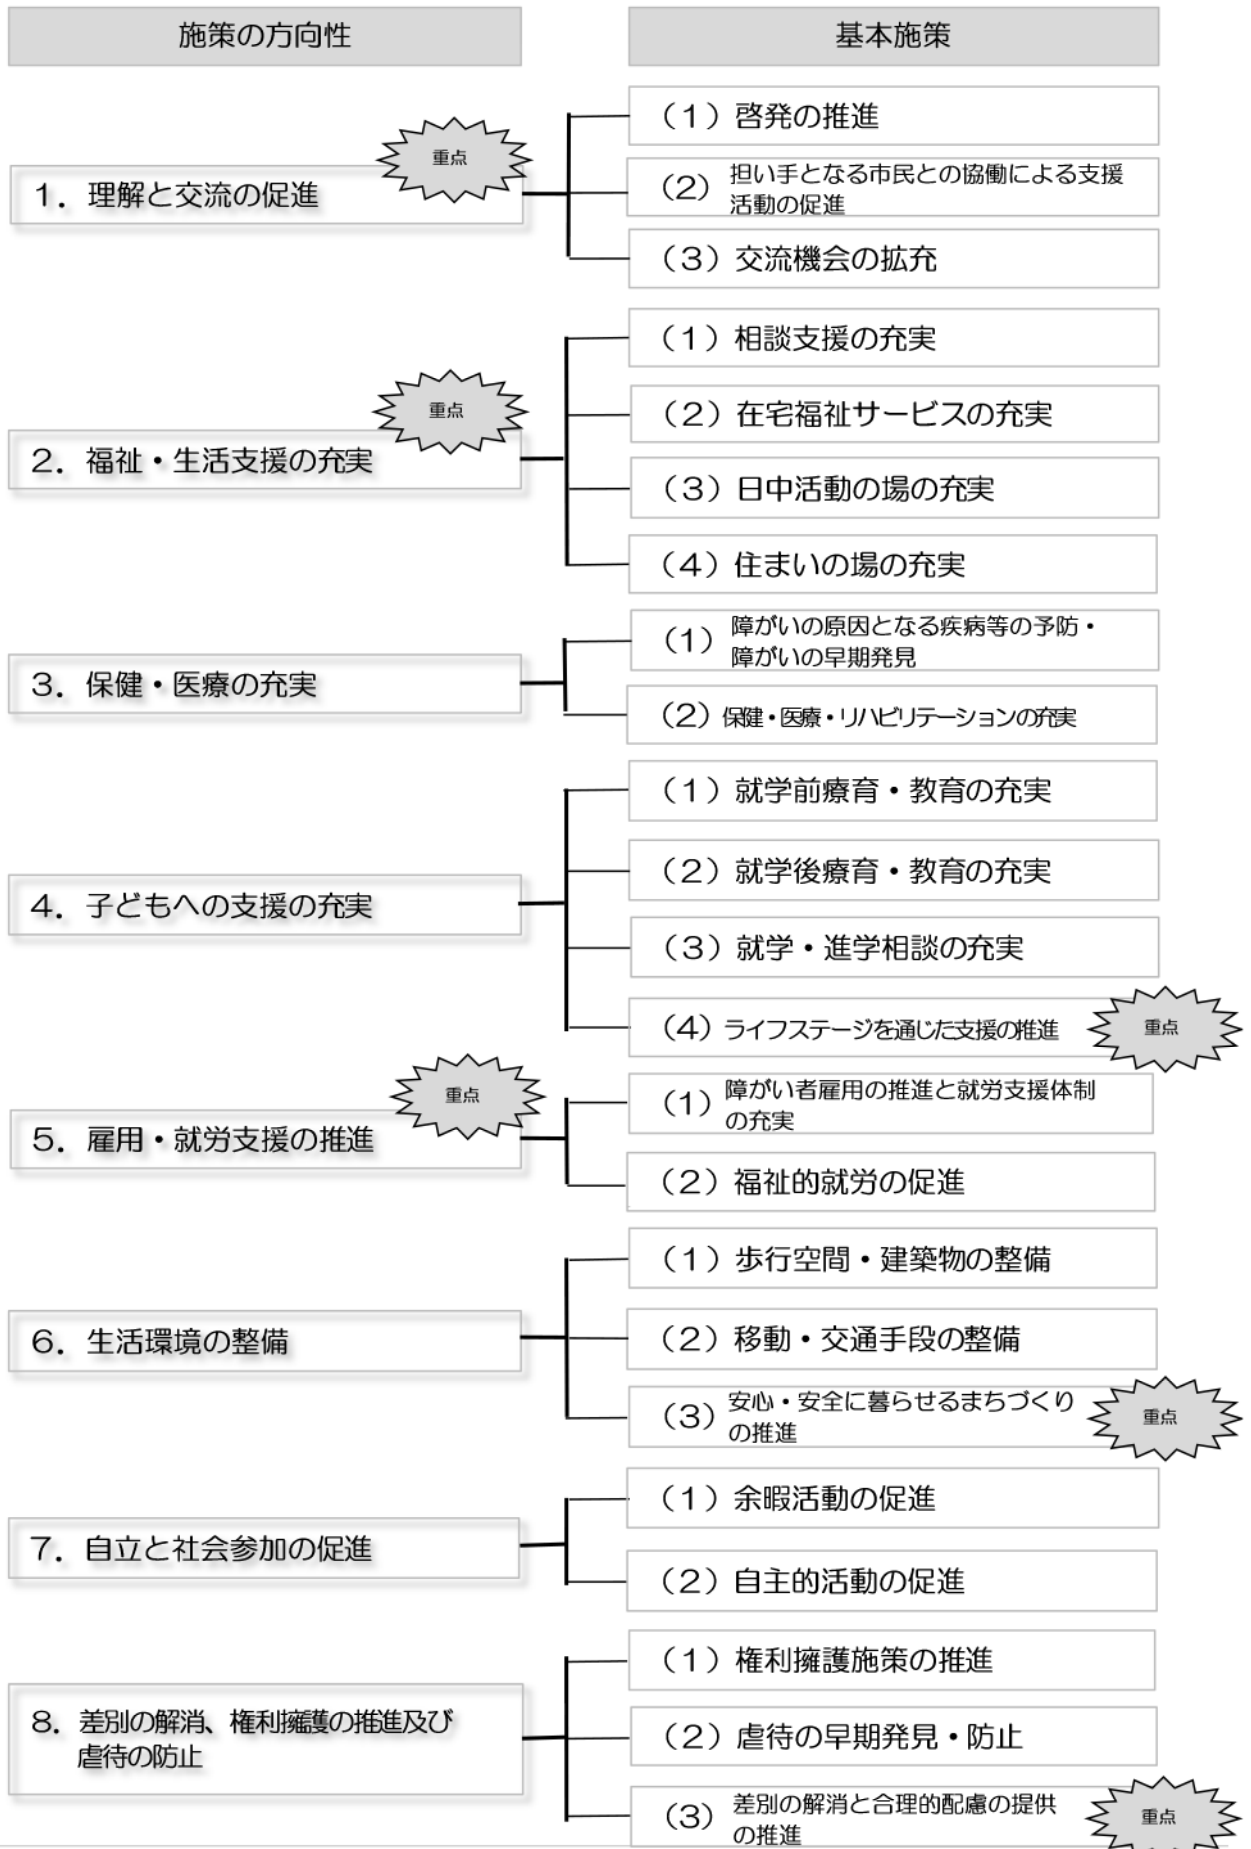 施策の方向性
基本施策
重点
1．理解と交流の促進
（1）啓発の推進
（2）担い手となる市民との協働による支援
活動の促進
（3）交流機会の拡充
重点
2．福祉・生活支援の充実
（1）相談支援の充実
（2）在宅福祉サービスの充実
（3）日中活動の場の充実
（4）住まいの場の充実
3．保健・医療の充実
（1）障がいの原因となる疾病等の予防・
障がいの早期発見
（2）保健・医療・リハビリテーションの充実
4．子どもへの支援の充実
（1）就学前療育・教育の充実
（2）就学後療育・教育の充実
（3）就学・進学相談の充実
（4）ライフステージを通じた支援の推進
重点
重点
5．雇用・就労支援の推進
（1）障がい者雇用の推進と就労支援体制
の充実
（2）福祉的就労の促進
6．生活環境の整備
（1）歩行空間・建築物の整備
（2）移動・交通手段の整備
（3）安心・安全に暮らせるまちづくり
の推進
重点
7．自立と社会参加の促進
（1）余暇活動の促進
（2）自主的活動の促進
8．差別の解消、権利擁護の推進及び
虐待の防止
（1）権利擁護施策の推進
（2）虐待の早期発見・防止
（3）差別の解消と合理的配慮の提供
の推進
重点